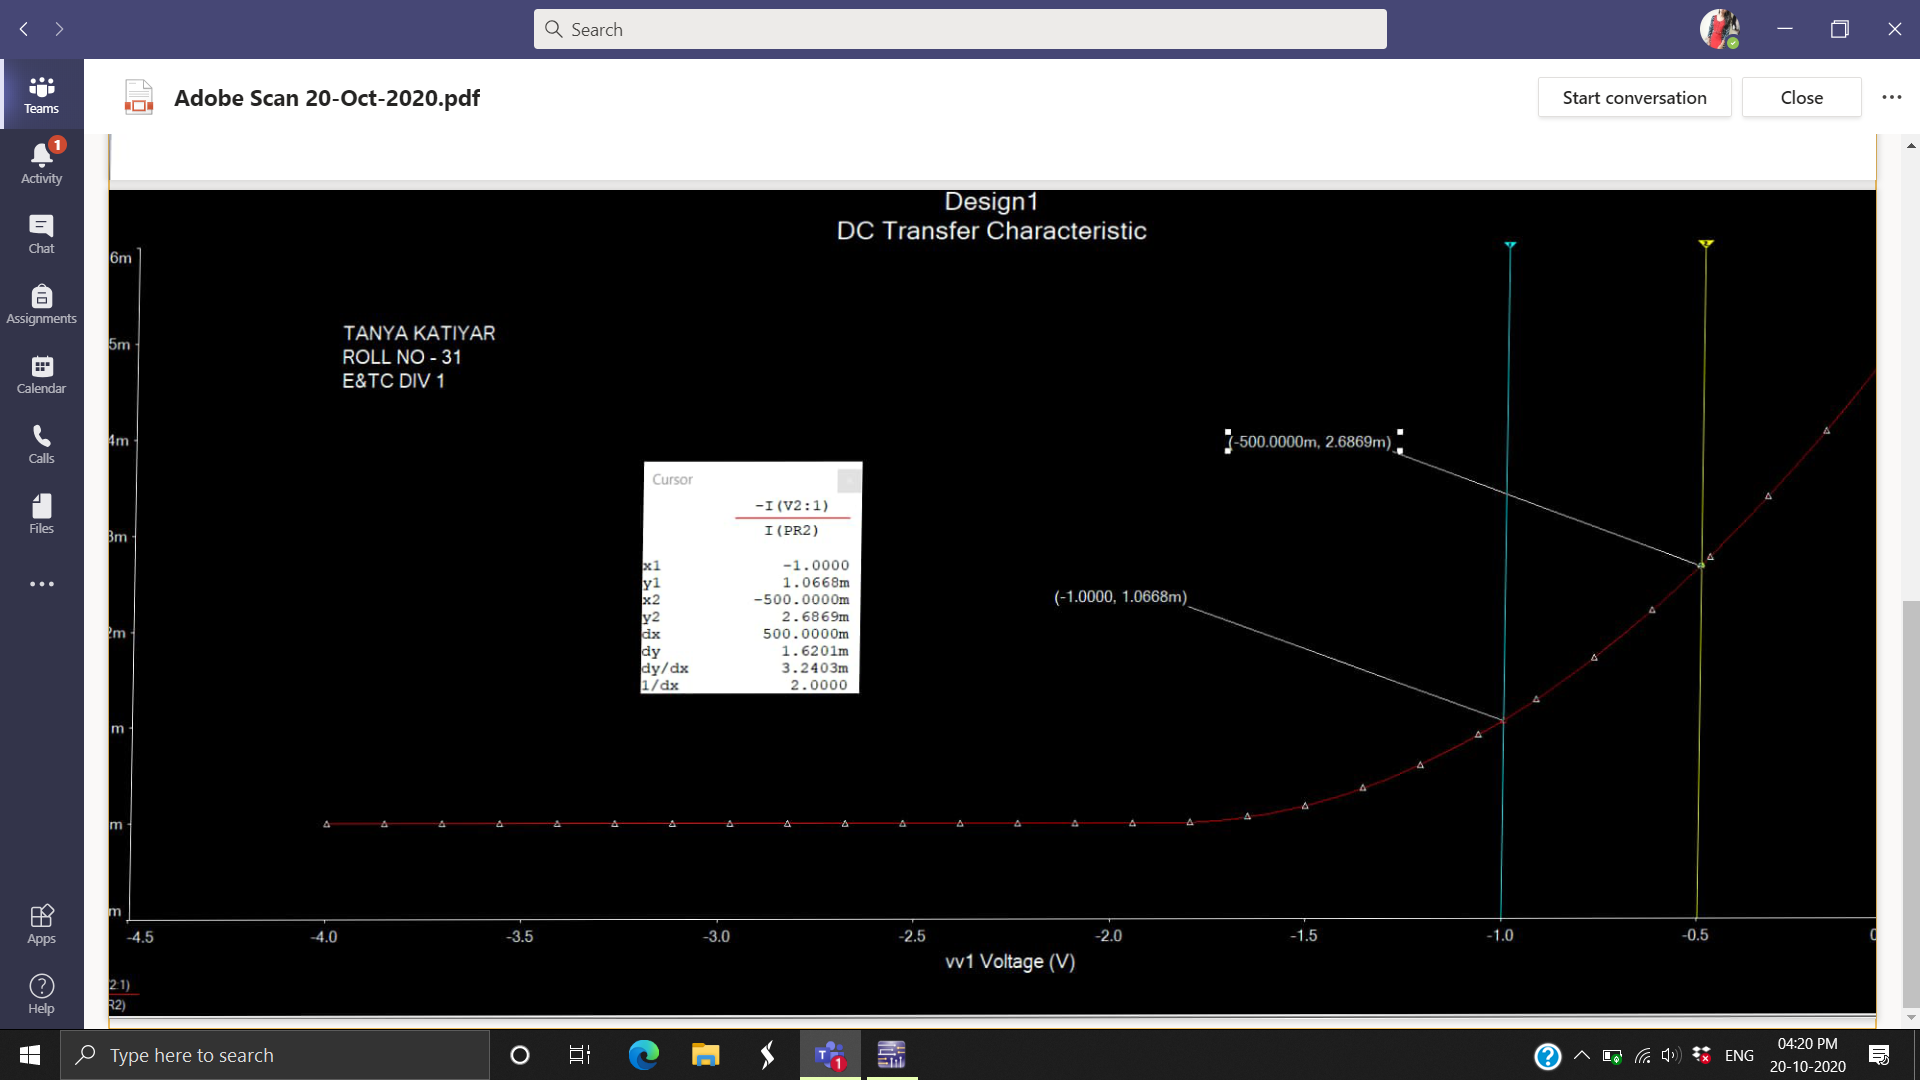 Search
Teams
Adobe Scan 20-Oct-2020.pdf
Start conversation
Close
1
Activity
Chat
Assignments
Calendar
Calls
Files
Apps
Help
Design1
DC Transfer Characteristic
6m
5m
4m
3m
2m
m
m
m
TANYA KATIYAR
ROLL NO - 31
E&TC DIV 1
(-500.0000m, 2.6869m)
(-1.0000, 1.0668m)
Cursor
-I(V2:1)
I(PR2)
x1 -1.0000
y1 1.0668m
x2 -500.0000m
y2 2.6869m
dx 500.0000m
dy 1.6201m
dy/dx 3.2403m
1/dx 2.0000
-4.5 -4.0 -3.5 -3.0 -2.5 -2.0 -1.5 -1.0 -0.5 0
vv1 Voltage (V)
2:1)
R2)
Type here to search
1
ENG
04:20 PM
20-10-2020